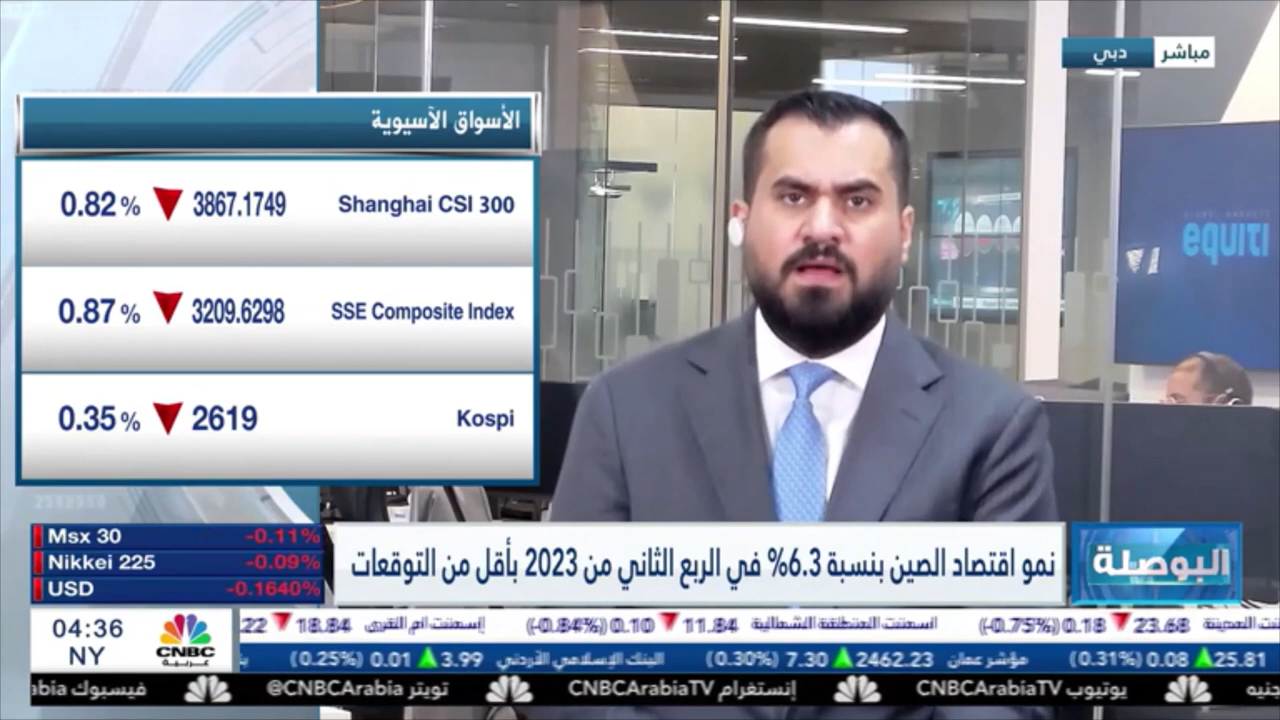 مباشر دبي
الأسواق الآسيوية
0.82 % ▼ 3867.1749 Shanghai CSI 300
0.87 % ▼ 3209.6298 SSE Composite Index
0.35 % ▼ 2619 Kospi
equiti
Msx 30 -0.11%
Nikkei 225 -0.09%
USD -0.1640%
نمو اقتصاد الصين بنسبة 6.3% في الربع الثاني من 2023 بأقل من التوقعات
البوصلة
04:36
NY
CNBC
عربية
23.68 ▼ 0.18 (-0.75%) اسمنت المنطقة الشمالية 11.84 ▼ 0.10 (-0.84%) إسمنت أم القرى 18.84 ▼
25.81 ▲ 0.08 (0.31%) مؤشر عمان 2462.23 ▲ 7.30 (0.30%) البنك الإسلامي الأردني 3.99 ▲ 0.01 (0.25%)
يوتيوب CNBCArabiaTV إنستغرام CNBCArabiaTV تويتر @CNBCArabia فيسبوك